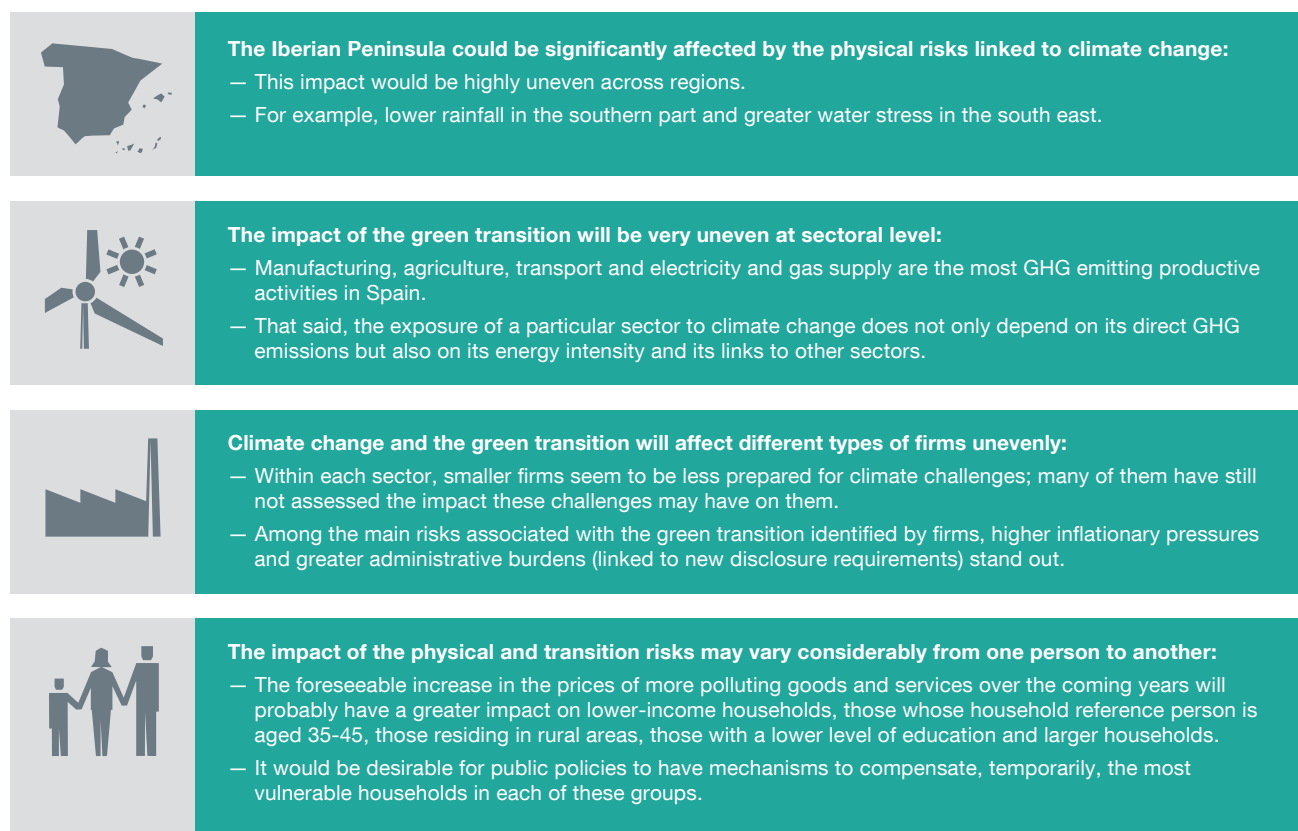 The Iberian Peninsula could be significantly affected by the physical risks linked to climate change:
— This impact would be highly uneven across regions.
— For example, lower rainfall in the southern part and greater water stress in the south east.
The impact of the green transition will be very uneven at sectoral level:
— Manufacturing, agriculture, transport and electricity and gas supply are the most GHG emitting productive
activities in Spain.
— That said, the exposure of a particular sector to climate change does not only depend on its direct GHG
emissions but also on its energy intensity and its links to other sectors.
Climate change and the green transition will affect different types of firms unevenly:
— Within each sector, smaller firms seem to be less prepared for climate challenges; many of them have still
not assessed the impact these challenges may have on them.
— Among the main risks associated with the green transition identified by firms, higher inflationary pressures
and greater administrative burdens (linked to new disclosure requirements) stand out.
The impact of the physical and transition risks may vary considerably from one person to another:
— The foreseeable increase in the prices of more polluting goods and services over the coming years will
probably have a greater impact on lower-income households, those whose household reference person is
aged 35-45, those residing in rural areas, those with a lower level of education and larger households.
— It would be desirable for public policies to have mechanisms to compensate, temporarily, the most
vulnerable households in each of these groups.